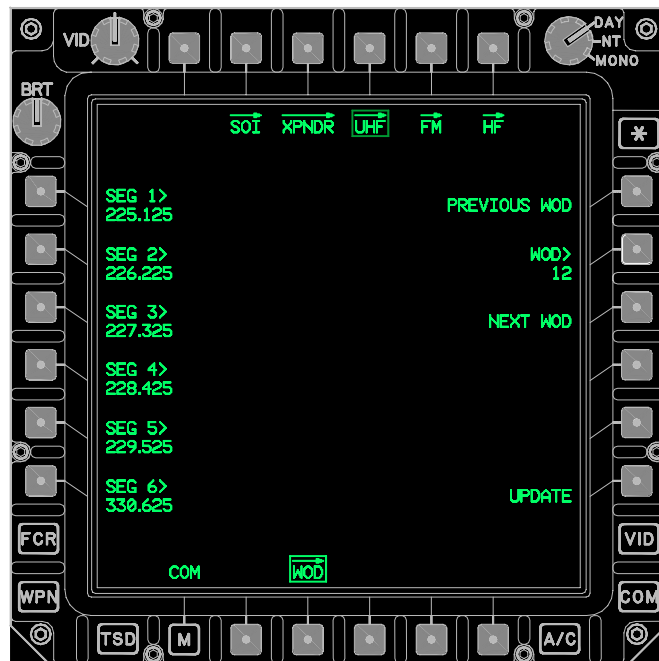 VID
DAY
NT
MONO
BRT
SOI XPNDR UHF FM HF
*
SEG 1>
225.125
PREVIOUS WOD
SEG 2>
226.225
WOD>
12
SEG 3>
227.325
NEXT WOD
SEG 4>
228.425
SEG 5>
229.525
SEG 6>
330.625
UPDATE
FCR
VID
COM WOD
WPN
COM
TSD M A/C